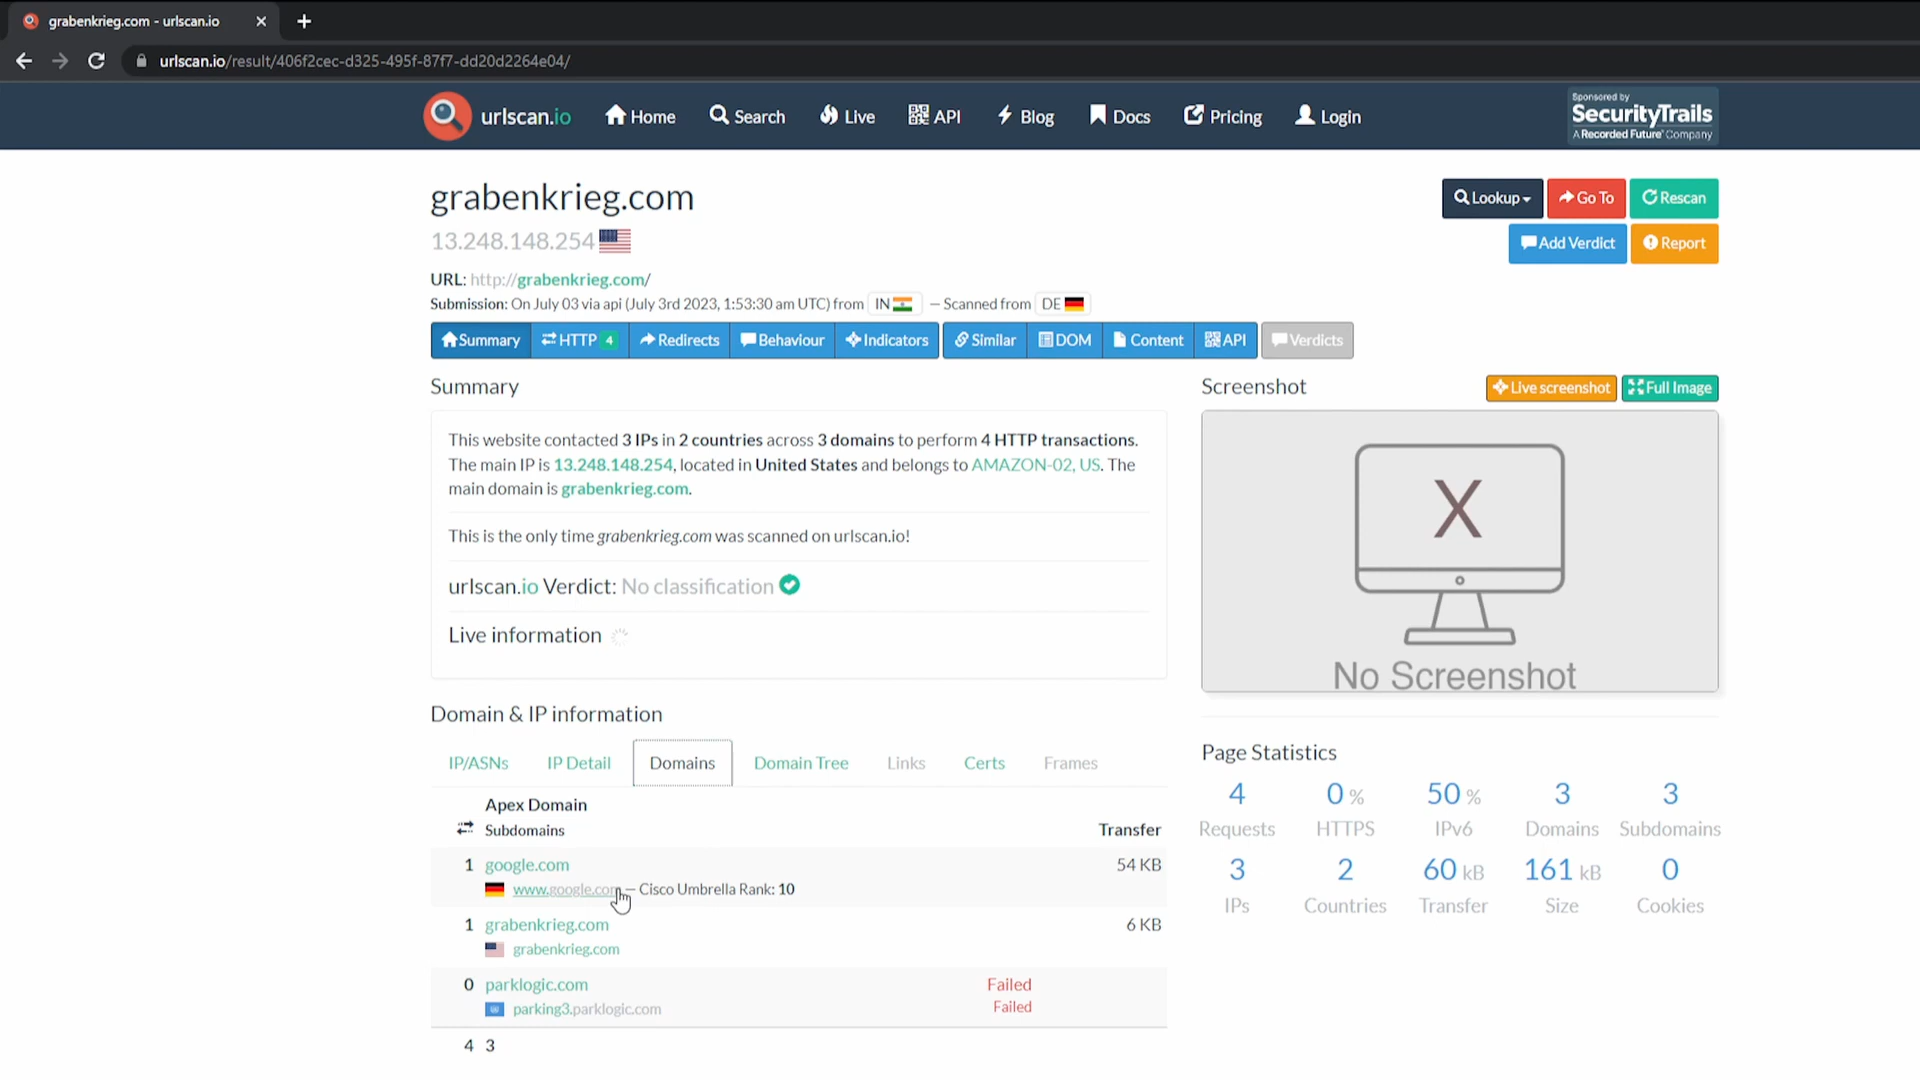 grabenkrieg.com - urlscan.io
urlscan.io/result/406f2cec-d325-495f-87f7-dd20d2264e04/
urlscan.io Home Search Live API Blog Docs Pricing Login
Sponsored by
SecurityTrails
A Recorded Future® Company
grabenkrieg.com
Lookup Go To Rescan
13.248.148.254
Add Verdict Report
URL: http://grabenkrieg.com/
Submission: On July 03 via api (July 3rd 2023, 1:53:30 am UTC) from IN — Scanned from DE
Summary HTTP 4 Redirects Behaviour Indicators Similar DOM Content API Verdicts
Summary
This website contacted 3 IPs in 2 countries across 3 domains to perform 4 HTTP transactions.
The main IP is 13.248.148.254, located in United States and belongs to AMAZON-02, US. The
main domain is grabenkrieg.com.
This is the only time grabenkrieg.com was scanned on urlscan.io!
urlscan.io Verdict: No classification
Live information
Screenshot Live screenshot Full Image
X
No Screenshot
Domain & IP information
IP/ASNs IP Detail Domains Domain Tree Links Certs Frames
Apex Domain
Subdomains Transfer
1 google.com 54 KB
www.google.com — Cisco Umbrella Rank: 10
1 grabenkrieg.com 6 KB
grabenkrieg.com
0 parklogic.com Failed
parking3.parklogic.com Failed
4 3
Page Statistics
4 0 % 50 % 3 3
Requests HTTPS IPv6 Domains Subdomains
3 2 60 kB 161 kB 0
IPs Countries Transfer Size Cookies